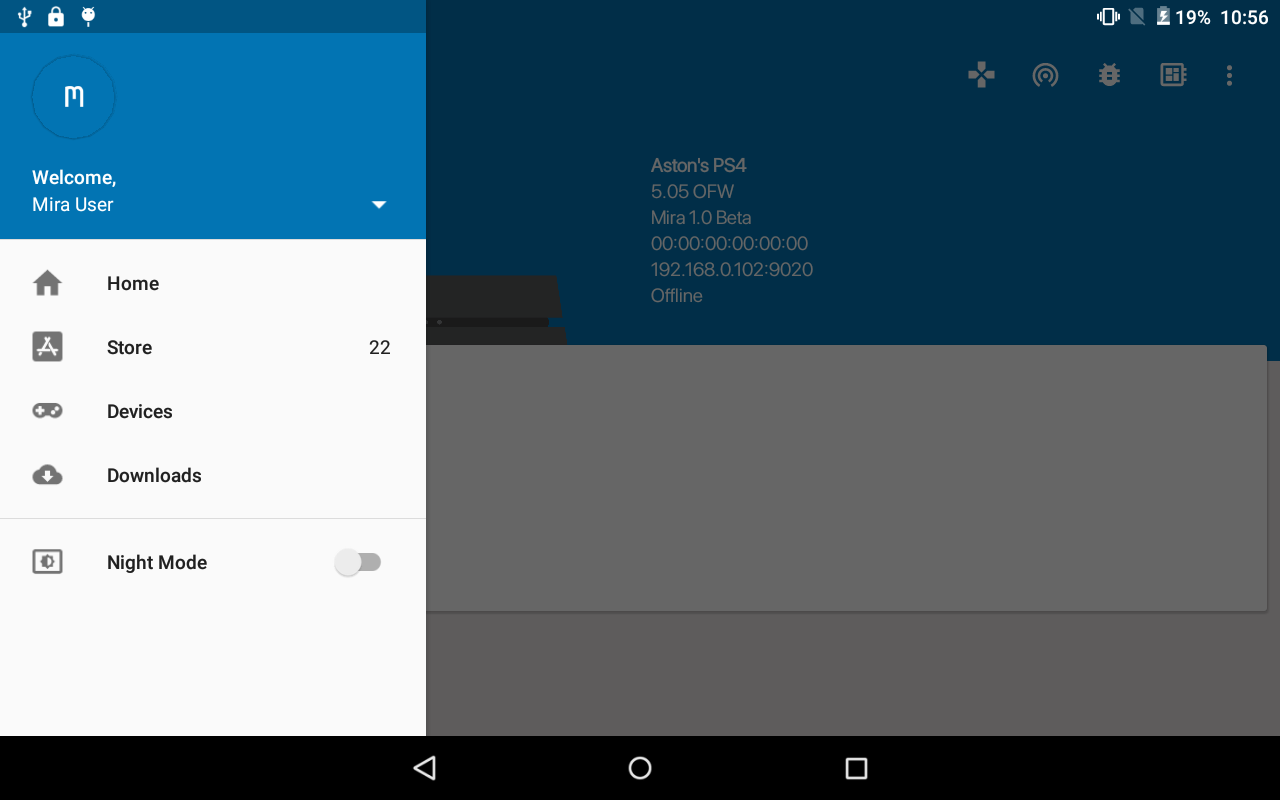 19% 10:56
m
Welcome,
Mira User
Home
Store 22
Devices
Downloads
Night Mode
Aston's PS4
5.05 OFW
Mira 1.0 Beta
00:00:00:00:00:00
192.168.0.102:9020
Offline